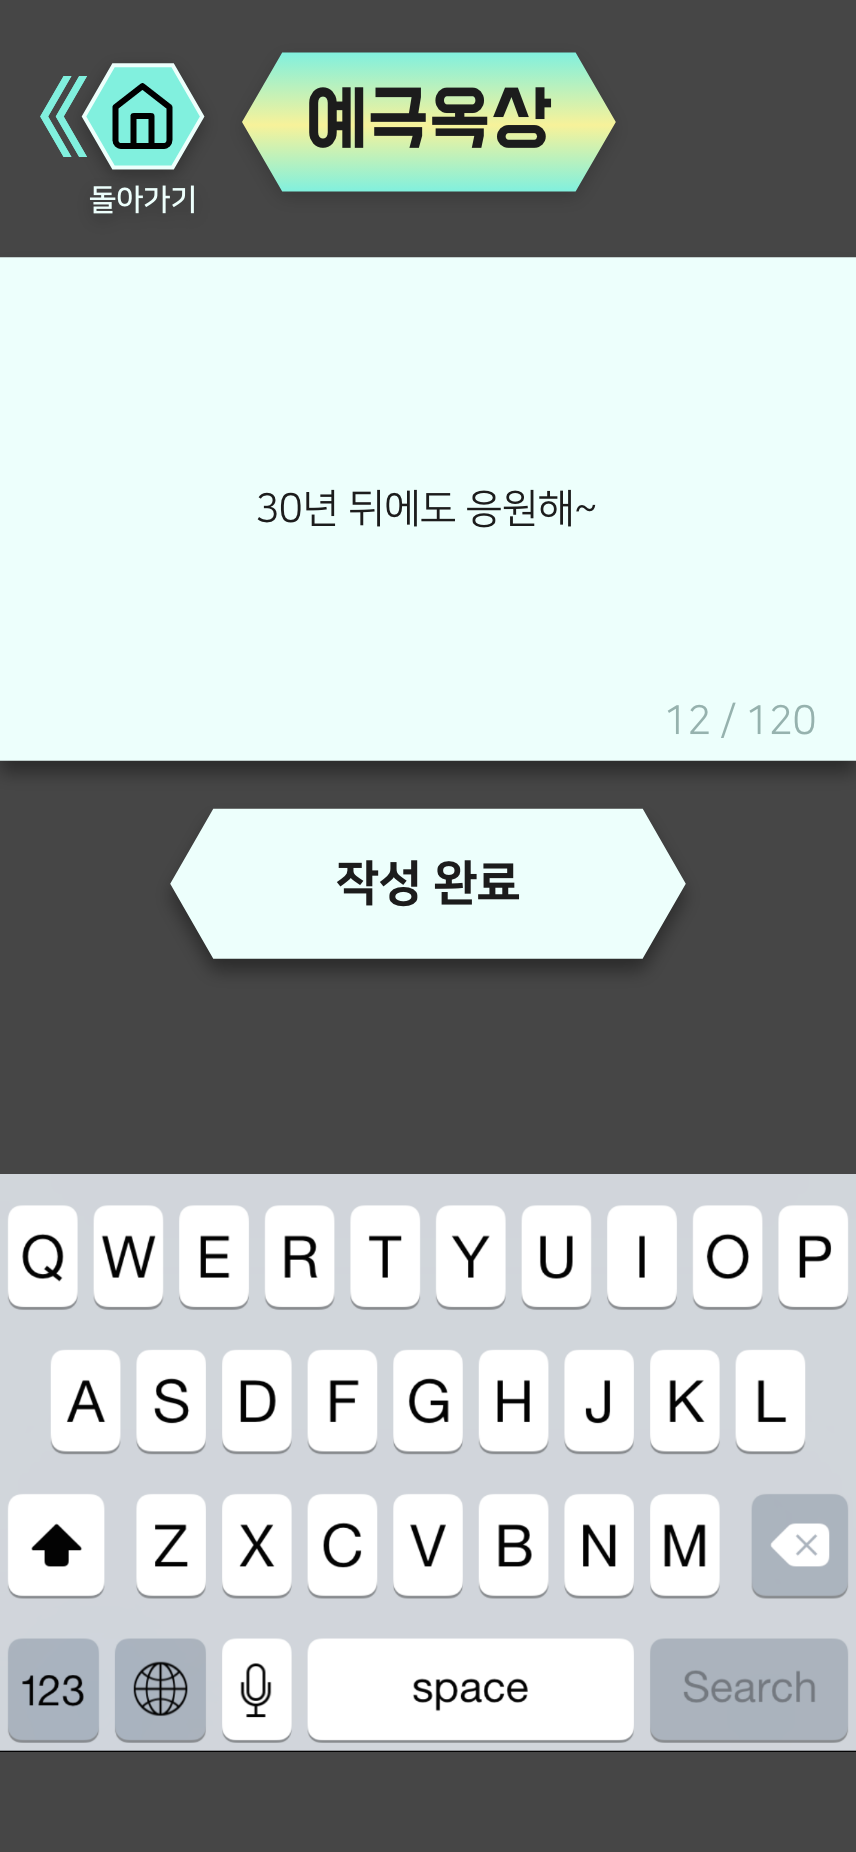 예극옥상
돌아가기
30년 뒤에도 응원해~
12 / 120
작성 완료
Q W E R T Y U I O P
A S D F G H J K L
Z X C V B N M
123 space Search